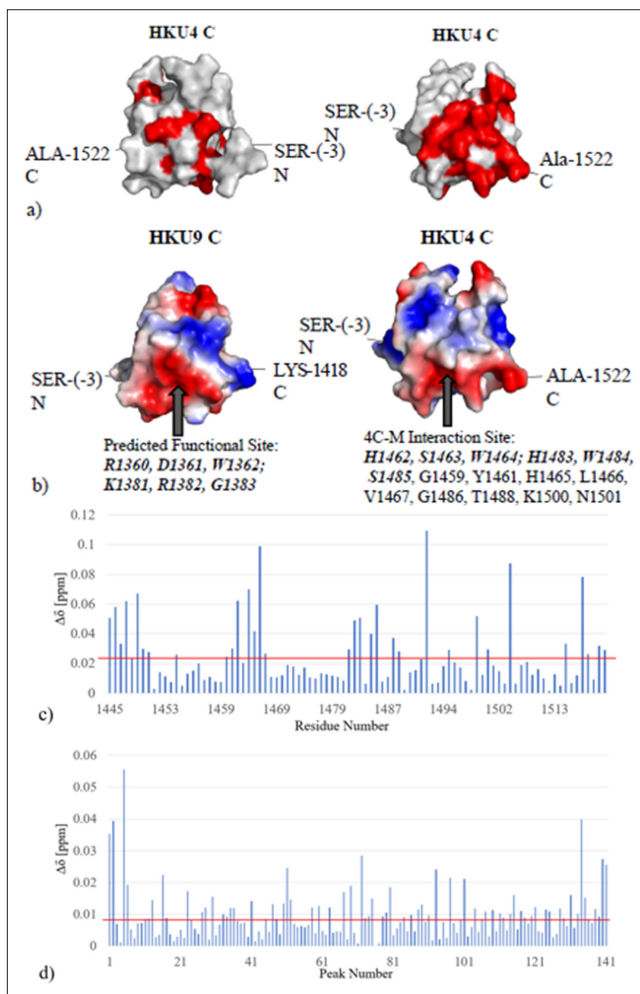 HKU4 C
HKU4 C
SER-(-3)
N
ALA-1522
C
SER-(-3)
N
Ala-1522
C
a)
HKU9 C
HKU4 C
SER-(-3)
N
LYS-1418
C
SER-(-3)
N
ALA-1522
C
Predicted Functional Site:
R1360, D1361, W1362;
K1381, R1382, G1383
4C-M Interaction Site:
H1462, S1463, W1464; H1483, W1484,
S1485, G1459, Y1461, H1465, L1466,
V1467, G1486, T1488, K1500, N1501
b)
0.12
0.1
0.08
0.06
0.04
0.02
0
Δδ [ppm]
1445 1453 1459 1469 1478 1487 1494 1502 1513
Residue Number
c)
0.06
0.05
0.04
0.03
0.02
0.01
0
Δδ [ppm]
1 21 41 61 81 101 121 141
Peak Number
d)